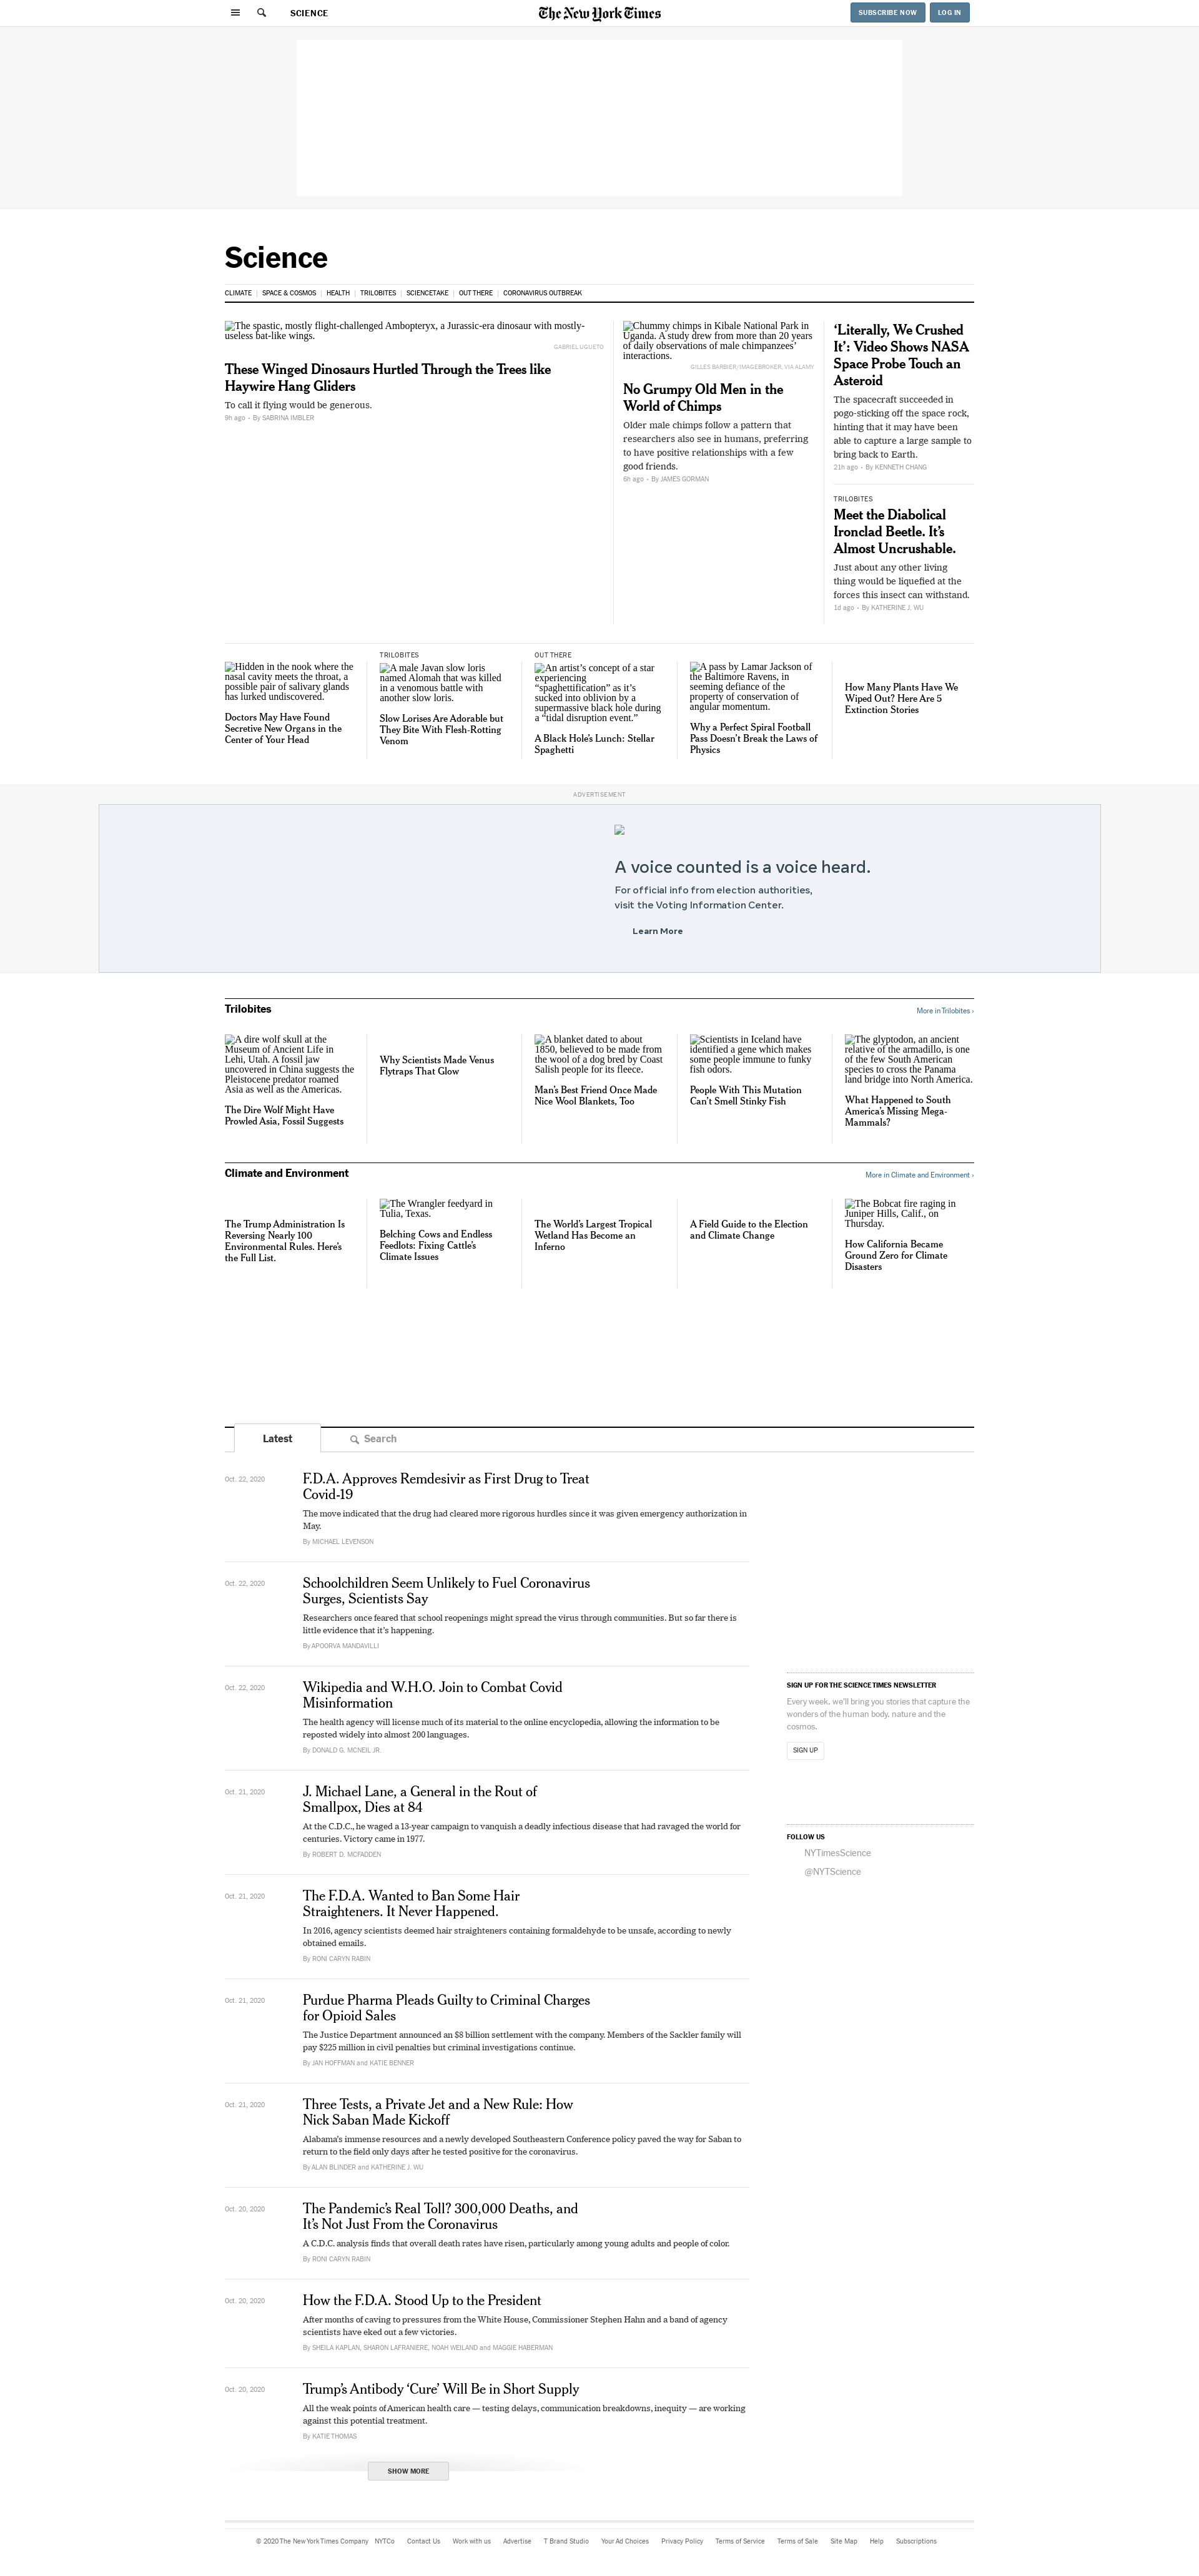 SCIENCE
The New York Times
SUBSCRIBE NOW
LOG IN
Science
CLIMATE | SPACE & COSMOS | HEALTH | TRILOBITES | SCIENCETAKE | OUT THERE | CORONAVIRUS OUTBREAK
The spastic, mostly flight-challenged Ambopteryx, a Jurassic-era dinosaur with mostly-
useless bat-like wings.
GABRIEL UGUETO
These Winged Dinosaurs Hurtled Through the Trees like
Haywire Hang Gliders
To call it flying would be generous.
9h ago • By SABRINA IMBLER
Chummy chimps in Kibale National Park in
Uganda. A study drew from more than 20 years
of daily observations of male chimpanzees’
interactions.
GILLES BARBIER/IMAGEBROKER, VIA ALAMY
No Grumpy Old Men in the
World of Chimps
Older male chimps follow a pattern that
researchers also see in humans, preferring
to have positive relationships with a few
good friends.
6h ago • By JAMES GORMAN
‘Literally, We Crushed
It’: Video Shows NASA
Space Probe Touch an
Asteroid
The spacecraft succeeded in
pogo-sticking off the space rock,
hinting that it may have been
able to capture a large sample to
bring back to Earth.
21h ago • By KENNETH CHANG
TRILOBITES
Meet the Diabolical
Ironclad Beetle. It’s
Almost Uncrushable.
Just about any other living
thing would be liquefied at the
forces this insect can withstand.
1d ago • By KATHERINE J. WU
Hidden in the nook where the
nasal cavity meets the throat, a
possible pair of salivary glands
has lurked undiscovered.
Doctors May Have Found
Secretive New Organs in the
Center of Your Head
TRILOBITES
A male Javan slow loris
named Alomah that was killed
in a venomous battle with
another slow loris.
Slow Lorises Are Adorable but
They Bite With Flesh-Rotting
Venom
OUT THERE
An artist’s concept of a star
experiencing
“spaghettification” as it’s
sucked into oblivion by a
supermassive black hole during
a “tidal disruption event.”
A Black Hole’s Lunch: Stellar
Spaghetti
A pass by Lamar Jackson of
the Baltimore Ravens, in
seeming defiance of the
property of conservation of
angular momentum.
Why a Perfect Spiral Football
Pass Doesn’t Break the Laws of
Physics
How Many Plants Have We
Wiped Out? Here Are 5
Extinction Stories
ADVERTISEMENT
A voice counted is a voice heard.
For official info from election authorities,
visit the Voting Information Center.
Learn More
Trilobites
More in Trilobites ›
A dire wolf skull at the
Museum of Ancient Life in
Lehi, Utah. A fossil jaw
uncovered in China suggests the
Pleistocene predator roamed
Asia as well as the Americas.
The Dire Wolf Might Have
Prowled Asia, Fossil Suggests
Why Scientists Made Venus
Flytraps That Glow
A blanket dated to about
1850, believed to be made from
the wool of a dog bred by Coast
Salish people for its fleece.
Man’s Best Friend Once Made
Nice Wool Blankets, Too
Scientists in Iceland have
identified a gene which makes
some people immune to funky
fish odors.
People With This Mutation
Can’t Smell Stinky Fish
The glyptodon, an ancient
relative of the armadillo, is one
of the few South American
species to cross the Panama
land bridge into North America.
What Happened to South
America’s Missing Mega-
Mammals?
Climate and Environment
More in Climate and Environment ›
The Trump Administration Is
Reversing Nearly 100
Environmental Rules. Here’s
the Full List.
The Wrangler feedyard in
Tulia, Texas.
Belching Cows and Endless
Feedlots: Fixing Cattle’s
Climate Issues
The World’s Largest Tropical
Wetland Has Become an
Inferno
A Field Guide to the Election
and Climate Change
The Bobcat fire raging in
Juniper Hills, Calif., on
Thursday.
How California Became
Ground Zero for Climate
Disasters
Latest
Search
Oct. 22, 2020
F.D.A. Approves Remdesivir as First Drug to Treat
Covid-19
The move indicated that the drug had cleared more rigorous hurdles since it was given emergency authorization in
May.
By MICHAEL LEVENSON
Oct. 22, 2020
Schoolchildren Seem Unlikely to Fuel Coronavirus
Surges, Scientists Say
Researchers once feared that school reopenings might spread the virus through communities. But so far there is
little evidence that it’s happening.
By APOORVA MANDAVILLI
Oct. 22, 2020
Wikipedia and W.H.O. Join to Combat Covid
Misinformation
The health agency will license much of its material to the online encyclopedia, allowing the information to be
reposted widely into almost 200 languages.
By DONALD G. MCNEIL JR.
Oct. 21, 2020
J. Michael Lane, a General in the Rout of
Smallpox, Dies at 84
At the C.D.C., he waged a 13-year campaign to vanquish a deadly infectious disease that had ravaged the world for
centuries. Victory came in 1977.
By ROBERT D. MCFADDEN
Oct. 21, 2020
The F.D.A. Wanted to Ban Some Hair
Straighteners. It Never Happened.
In 2016, agency scientists deemed hair straighteners containing formaldehyde to be unsafe, according to newly
obtained emails.
By RONI CARYN RABIN
Oct. 21, 2020
Purdue Pharma Pleads Guilty to Criminal Charges
for Opioid Sales
The Justice Department announced an $8 billion settlement with the company. Members of the Sackler family will
pay $225 million in civil penalties but criminal investigations continue.
By JAN HOFFMAN and KATIE BENNER
Oct. 21, 2020
Three Tests, a Private Jet and a New Rule: How
Nick Saban Made Kickoff
Alabama’s immense resources and a newly developed Southeastern Conference policy paved the way for Saban to
return to the field only days after he tested positive for the coronavirus.
By ALAN BLINDER and KATHERINE J. WU
Oct. 20, 2020
The Pandemic’s Real Toll? 300,000 Deaths, and
It’s Not Just From the Coronavirus
A C.D.C. analysis finds that overall death rates have risen, particularly among young adults and people of color.
By RONI CARYN RABIN
Oct. 20, 2020
How the F.D.A. Stood Up to the President
After months of caving to pressures from the White House, Commissioner Stephen Hahn and a band of agency
scientists have eked out a few victories.
By SHEILA KAPLAN, SHARON LAFRANIERE, NOAH WEILAND and MAGGIE HABERMAN
Oct. 20, 2020
Trump’s Antibody ‘Cure’ Will Be in Short Supply
All the weak points of American health care — testing delays, communication breakdowns, inequity — are working
against this potential treatment.
By KATIE THOMAS
SHOW MORE
SIGN UP FOR THE SCIENCE TIMES NEWSLETTER
Every week, we’ll bring you stories that capture the
wonders of the human body, nature and the
cosmos.
SIGN UP
FOLLOW US
NYTimesScience
@NYTScience
© 2020 The New York Times Company NYTCo Contact Us Work with us Advertise T Brand Studio Your Ad Choices Privacy Policy Terms of Service Terms of Sale Site Map Help Subscriptions